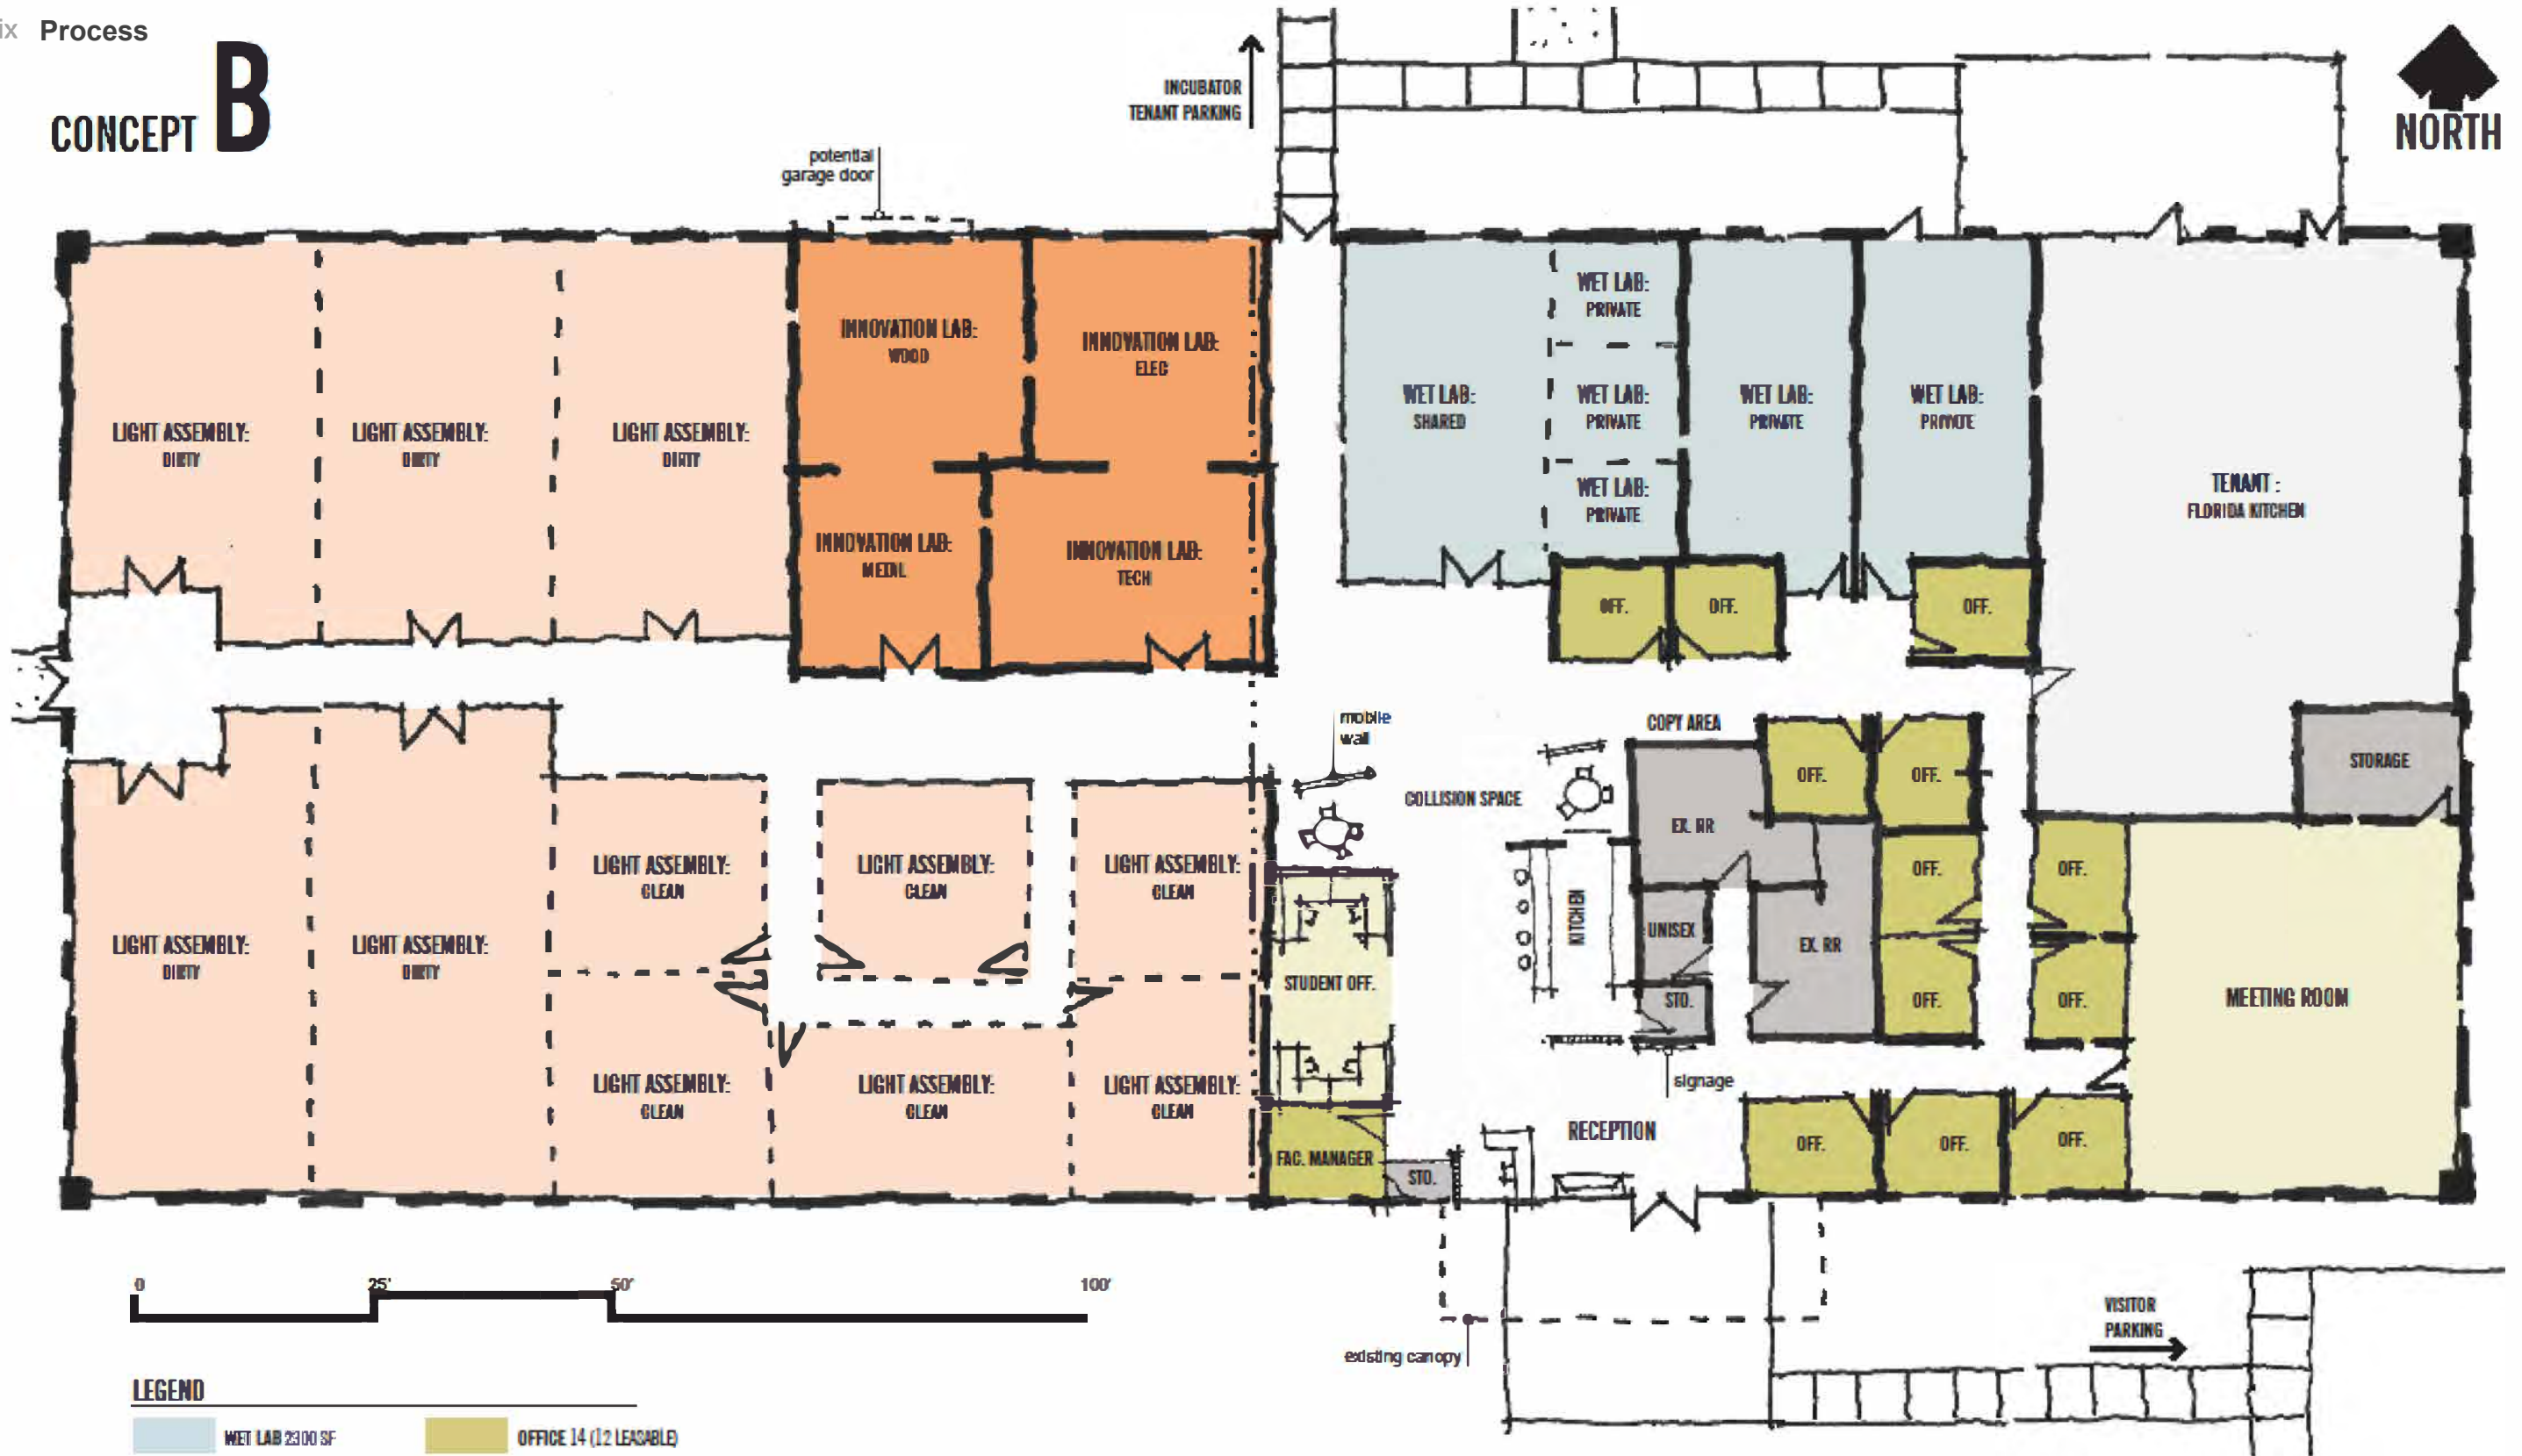 ix Process
CONCEPT B
INCUBATOR
TENANT PARKING
NORTH
potential
garage door
LIGHT ASSEMBLY:
DIRTY
LIGHT ASSEMBLY:
DIRTY
LIGHT ASSEMBLY:
DIRTY
INNOVATION LAB:
WOOD
INNOVATION LAB:
ELEC
INNOVATION LAB:
METAL
INNOVATION LAB:
TECH
WET LAB:
SHARED
WET LAB:
PRIVATE
WET LAB:
PRIVATE
WET LAB:
PRIVATE
WET LAB:
PRIVATE
WET LAB:
PRIVATE
TENANT :
FLORIDA KITCHEN
OFF.
OFF.
OFF.
mobile
wall
COPY AREA
COLLISION SPACE
OFF.
OFF.
STORAGE
EX. RR
LIGHT ASSEMBLY:
DIRTY
LIGHT ASSEMBLY:
DIRTY
LIGHT ASSEMBLY:
CLEAN
LIGHT ASSEMBLY:
CLEAN
LIGHT ASSEMBLY:
CLEAN
KITCHEN
UNISEX
EX. RR
OFF.
OFF.
STUDENT OFF.
STO.
OFF.
OFF.
MEETING ROOM
LIGHT ASSEMBLY:
CLEAN
LIGHT ASSEMBLY:
CLEAN
LIGHT ASSEMBLY:
CLEAN
signage
RECEPTION
FAC. MANAGER
STO.
OFF.
OFF.
OFF.
0 25' 50' 100'
existing canopy
VISITOR
PARKING
LEGEND
WET LAB 2300 SF
OFFICE 14 (12 LEASABLE)